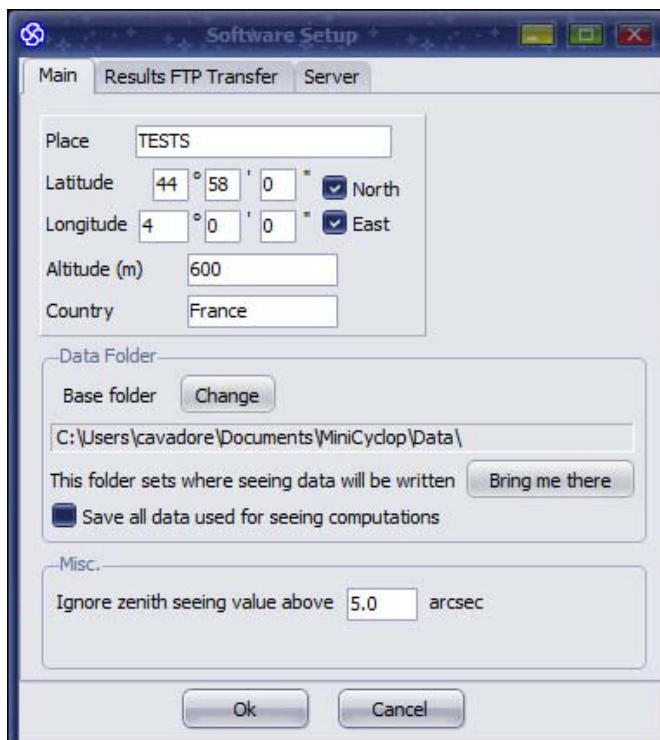 Software Setup
Main Results FTP Transfer Server
Place TESTS
Latitude 44 ° 58 ' 0 " North
Longitude 4 ° 0 ' 0 " East
Altitude (m) 600
Country France
Data Folder
Base folder Change
C:\Users\cavadore\Documents\MiniCyclop\Data\
This folder sets where seeing data will be written Bring me there
Save all data used for seeing computations
Misc.
Ignore zenith seeing value above 5.0 arcsec
Ok Cancel